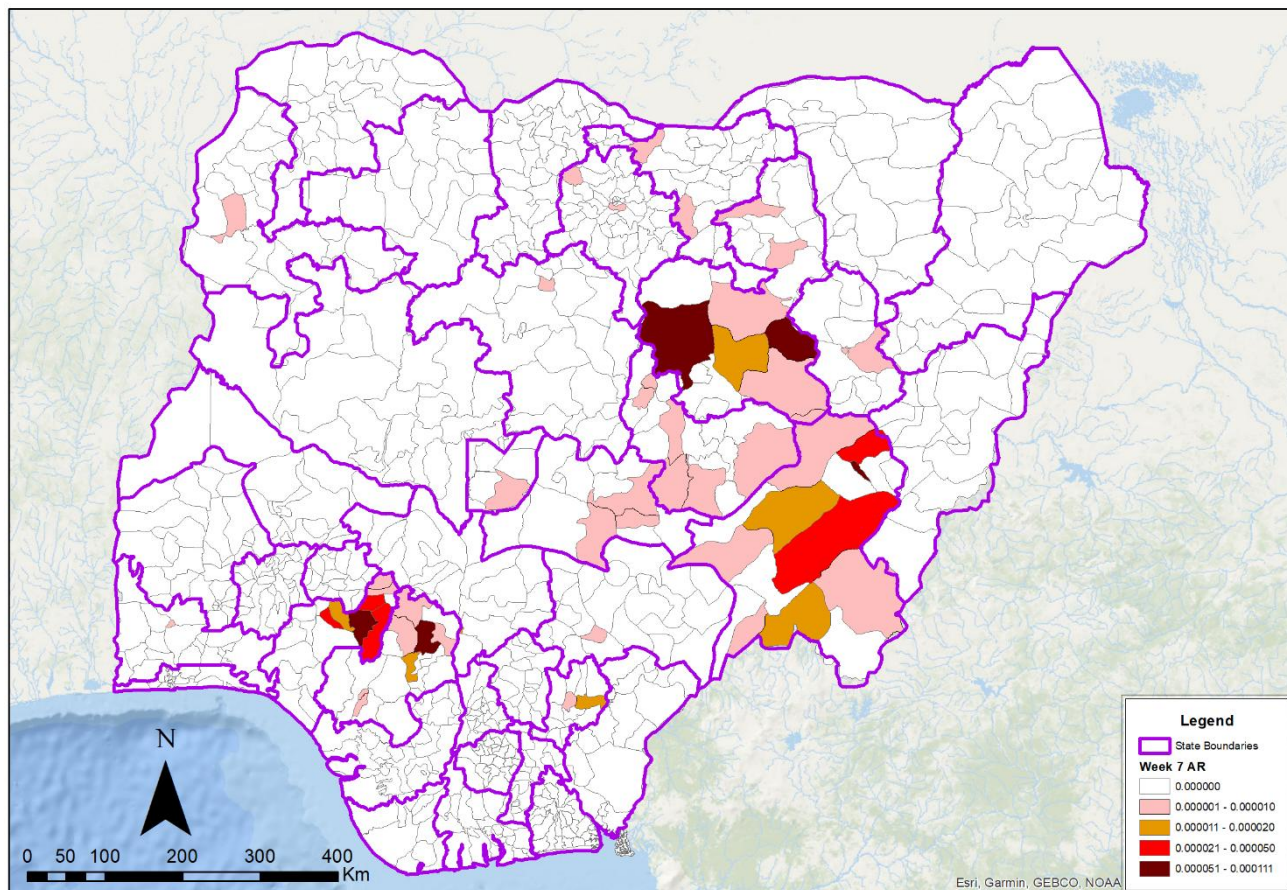 N
0 50 100 200 300 400
Km
Legend
State Boundaries
Week 7 AR
0.000000
0.000001 - 0.000010
0.000011 - 0.000020
0.000021 - 0.000050
0.000051 - 0.000111
Esri, Garmin, GEBCO, NOAA